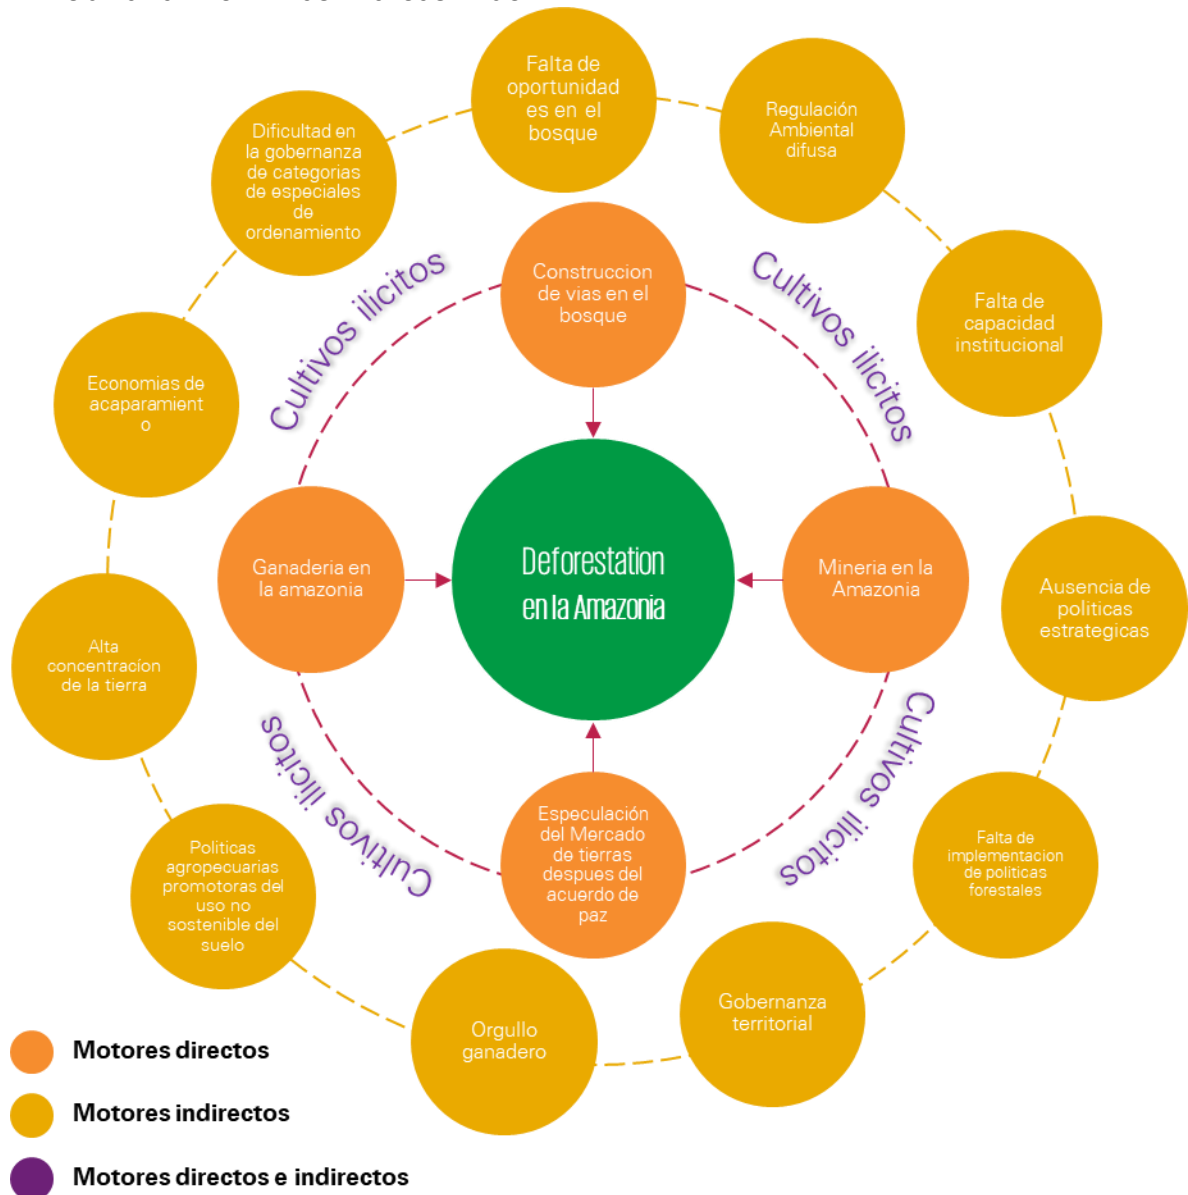 Falta de
oportunidad
es en el
bosque
Regulación
Ambiental
difusa
Dificultad en
la gobernanza
de categorias
de especiales
de
ordenamiento
Construccion
de vias en el
bosque
Cultivos ilicitos
Cultivos ilicitos
Falta de
capacidad
institucional
Economias de
acaparamient
o
Ganaderia en
la amazonia
Deforestation
en la Amazonia
Mineria en la
Amazonia
Ausencia de
politicas
estrategicas
Alta
concentracíon
de la tierra
Cultivos ilicitos
Cultivos ilicitos
Especulación
del Mercado
de tierras
despues del
acuerdo de
paz
Politicas
agropecuarias
promotoras del
uso no
sostenible del
suelo
Falta de
implementacion
de politicas
forestales
Gobernanza
territorial
Orgullo
ganadero
Motores directos
Motores indirectos
Motores directos e indirectos